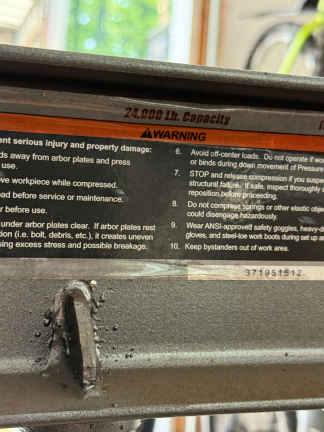 24,000 Lb. Capacity
WARNING
ent serious injury and property damage:
ds away from arbor plates and press
use.
ve workpiece while compressed.
oad before service or maintenance.
r before use.
under arbor plates clear. If arbor plates rest
tion (i.e. bolt, debris, etc.), it creates uneven
sing excess stress and possible breakage.
6. Avoid off-center loads. Do not operate if wo
or binds during down movement of Pressure
7. STOP and release compression if you suspe
structural failure. If safe, inspect thoroughly a
reposition before proceeding.
8. Do not compress springs or other elastic obje
could disengage hazardously.
9. Wear ANSI-approved safety goggles, heavy-d
gloves, and steel-toe work boots during set up a
10. Keep bystanders out of work area.
371951512